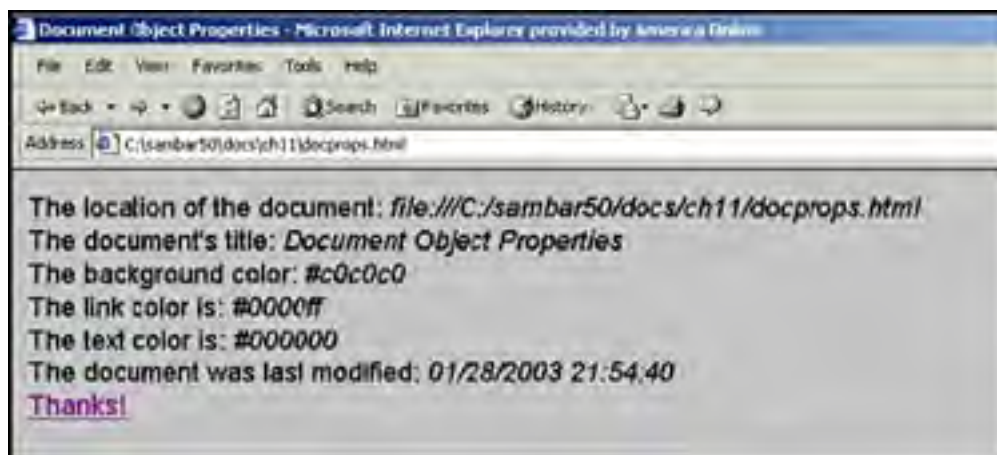 Document Object Properties - Microsoft Internet Explorer provided by America Online
File Edit View Favorites Tools Help
Back Search Favorites History
Address C:\sambar50\docs\ch11\docprops.html
The location of the document: file:///C:/sambar50/docs/ch11/docprops.html
The document's title: Document Object Properties
The background color: #c0c0c0
The link color is: #0000ff
The text color is: #000000
The document was last modified: 01/28/2003 21:54:40
Thanks!